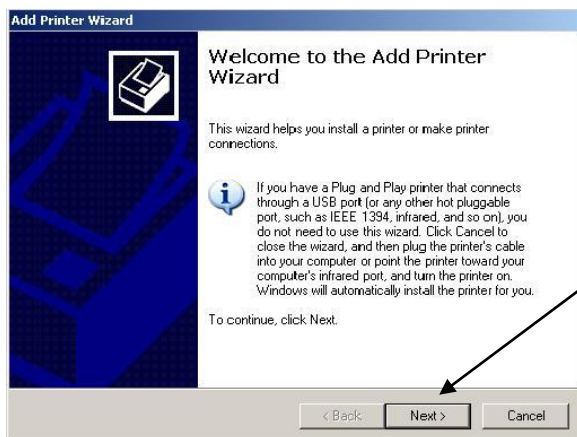 Add Printer Wizard
Welcome to the Add Printer
Wizard
This wizard helps you install a printer or make printer
connections.
If you have a Plug and Play printer that connects
through a USB port (or any other hot pluggable
port, such as IEEE 1394, infrared, and so on), you
do not need to use this wizard. Click Cancel to
close the wizard, and then plug the printer's cable
into your computer or point the printer toward your
computer's infrared port, and turn the printer on.
Windows will automatically install the printer for you.
To continue, click Next.
< Back
Next >
Cancel